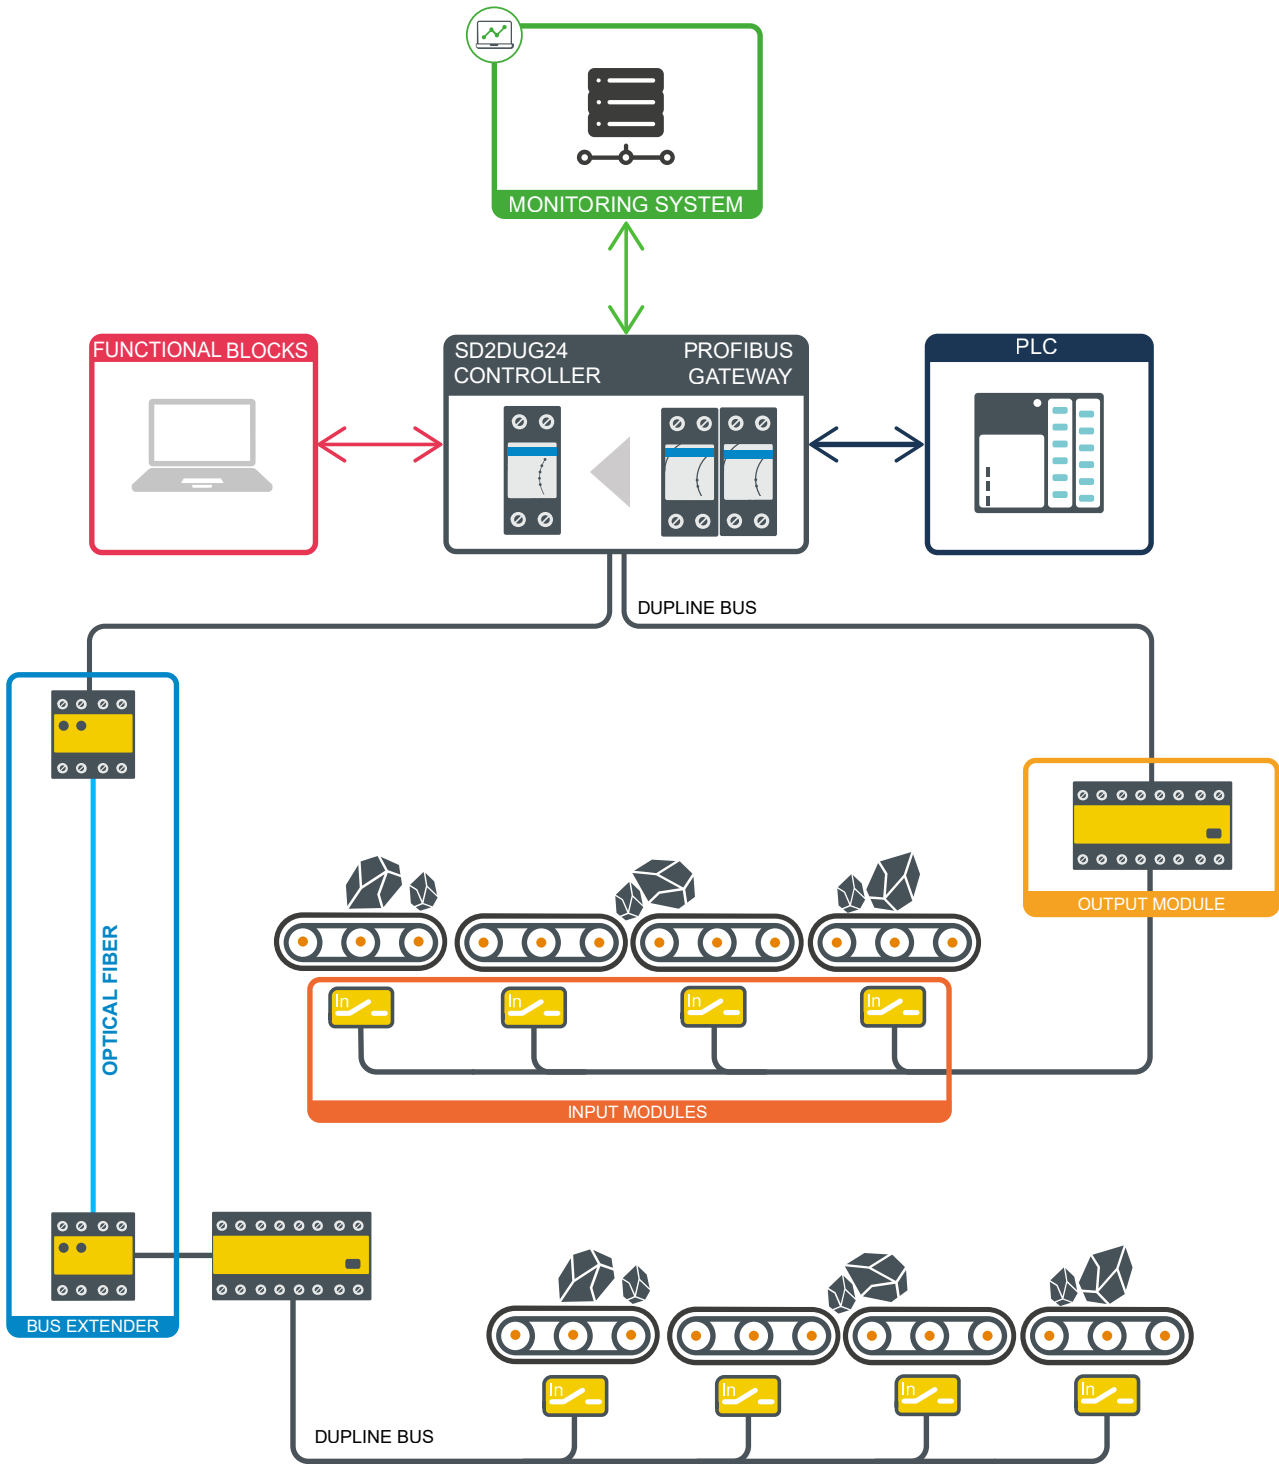 MONITORING SYSTEM
FUNCTIONAL BLOCKS
SD2DUG24
CONTROLLER
PROFIBUS
GATEWAY
PLC
DUPLINE BUS
OUTPUT MODULE
OPTICAL FIBER
In
In
In
In
INPUT MODULES
BUS EXTENDER
In
In
In
In
DUPLINE BUS